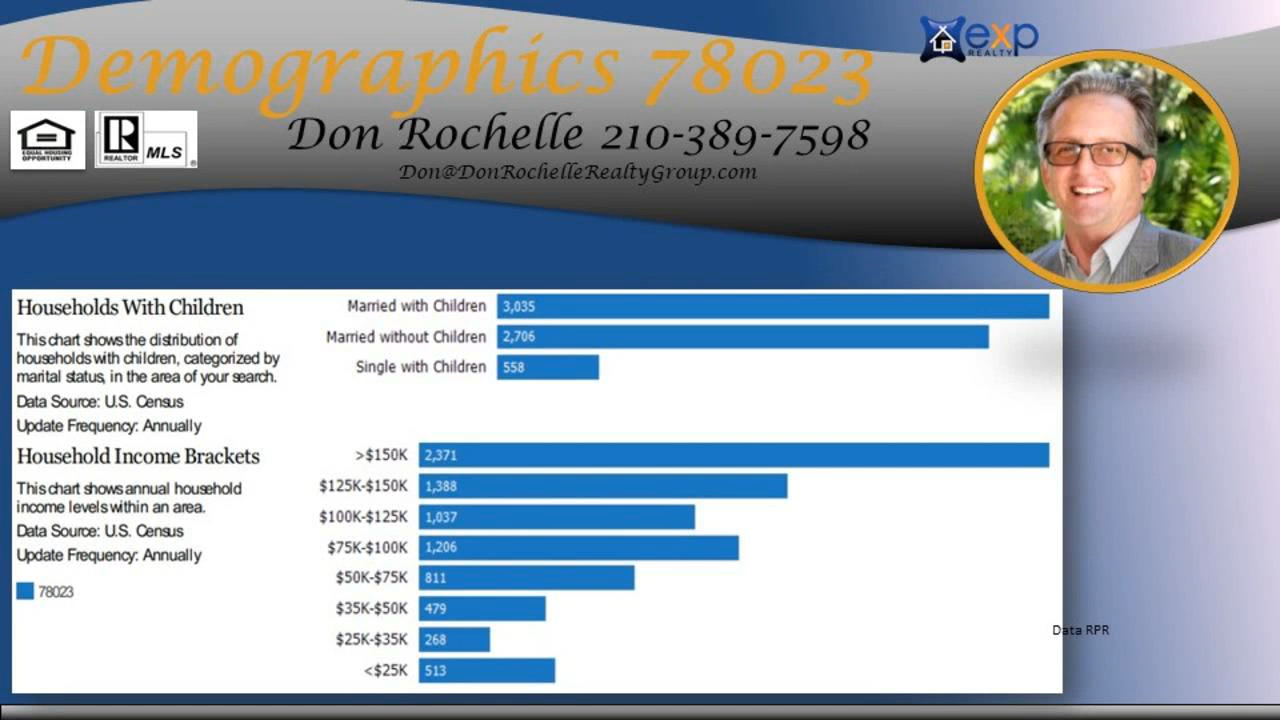 Demographics 78023
exp
REALTY
EQUAL HOUSING
OPPORTUNITY
REALTOR
MLS
®
Don Rochelle 210-389-7598
Don@DonRochelleRealtyGroup.com
Households With Children
This chart shows the distribution of
households with children, categorized by
marital status, in the area of your search.
Data Source: U.S. Census
Update Frequency: Annually
Married with Children 3,035
Married without Children 2,706
Single with Children 558
Household Income Brackets
This chart shows annual household
income levels within an area.
Data Source: U.S. Census
Update Frequency: Annually
78023
>$150K 2,371
$125K-$150K 1,388
$100K-$125K 1,037
$75K-$100K 1,206
$50K-$75K 811
$35K-$50K 479
$25K-$35K 268
<$25K 513
Data RPR